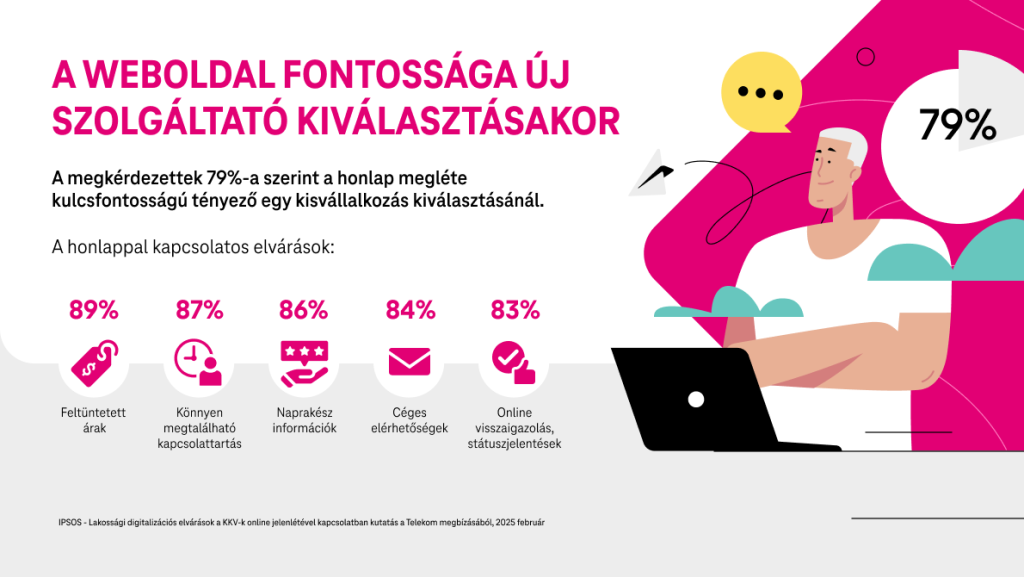 A WEBOLDAL FONTOSSÁGA ÚJ
SZOLGÁLTATÓ KIVÁLASZTÁSAKOR
A megkérdezettek 79%-a szerint a honlap megléte
kulcsfontosságú tényező egy kisvállalkozás kiválasztásánál.
A honlappal kapcsolatos elvárások:
79%
89%
Feltüntetett
árak
87%
Könnyen
megtalálható
kapcsolattartás
86%
Naprakész
információk
84%
Céges
elérhetőségek
83%
Online
visszaigazolás,
státuszjelentések
IPSOS - Lakossági digitalizációs elvárások a KKV-k online jelenlétével kapcsolatban kutatás a Telekom megbízásából, 2025 február